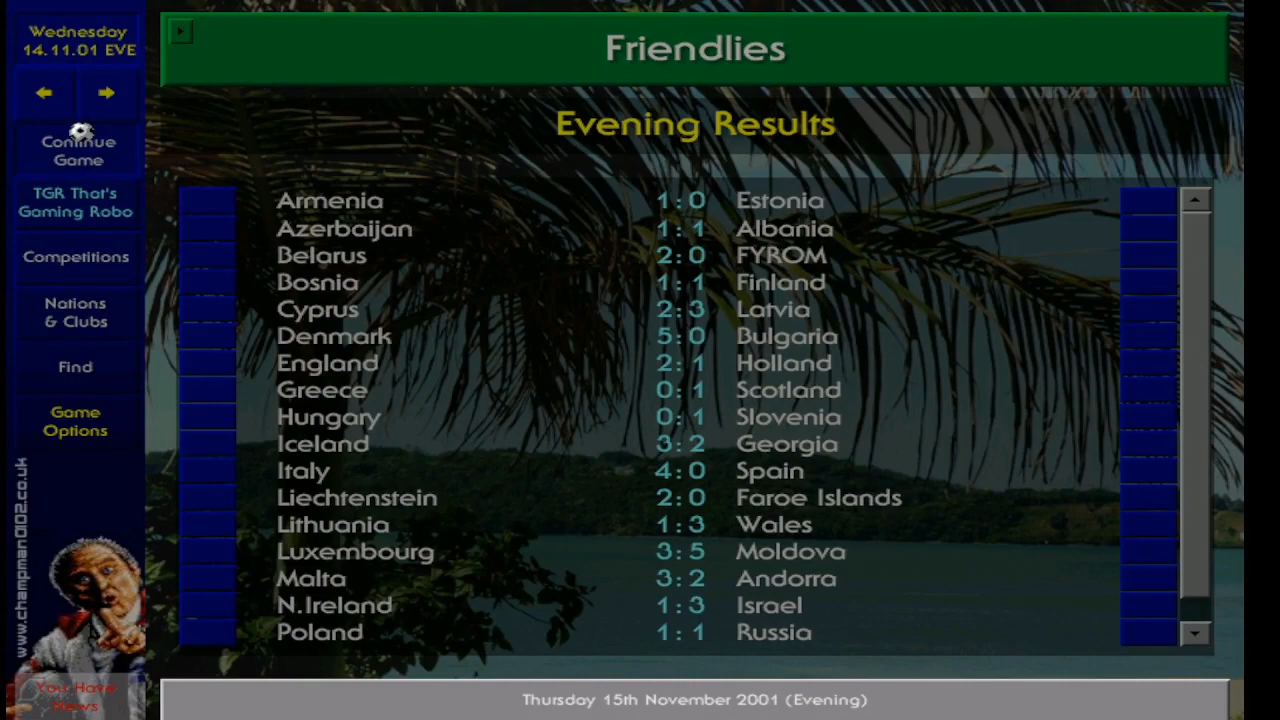 Wednesday
14.11.01 EVE
Continue
Game
TGR That's
Gaming Robo
Competitions
Nations
& Clubs
Find
Game
Options
www.champman0102.co.uk
You Have
News
Friendlies
Evening Results
Armenia 1 : 0 Estonia
Azerbaijan 1 : 1 Albania
Belarus 2 : 0 FYROM
Bosnia 1 : 1 Finland
Cyprus 2 : 3 Latvia
Denmark 5 : 0 Bulgaria
England 2 : 1 Holland
Greece 0 : 1 Scotland
Hungary 0 : 1 Slovenia
Iceland 3 : 2 Georgia
Italy 4 : 0 Spain
Liechtenstein 2 : 0 Faroe Islands
Lithuania 1 : 3 Wales
Luxembourg 3 : 5 Moldova
Malta 3 : 2 Andorra
N.Ireland 1 : 3 Israel
Poland 1 : 1 Russia
Thursday 15th November 2001 (Evening)